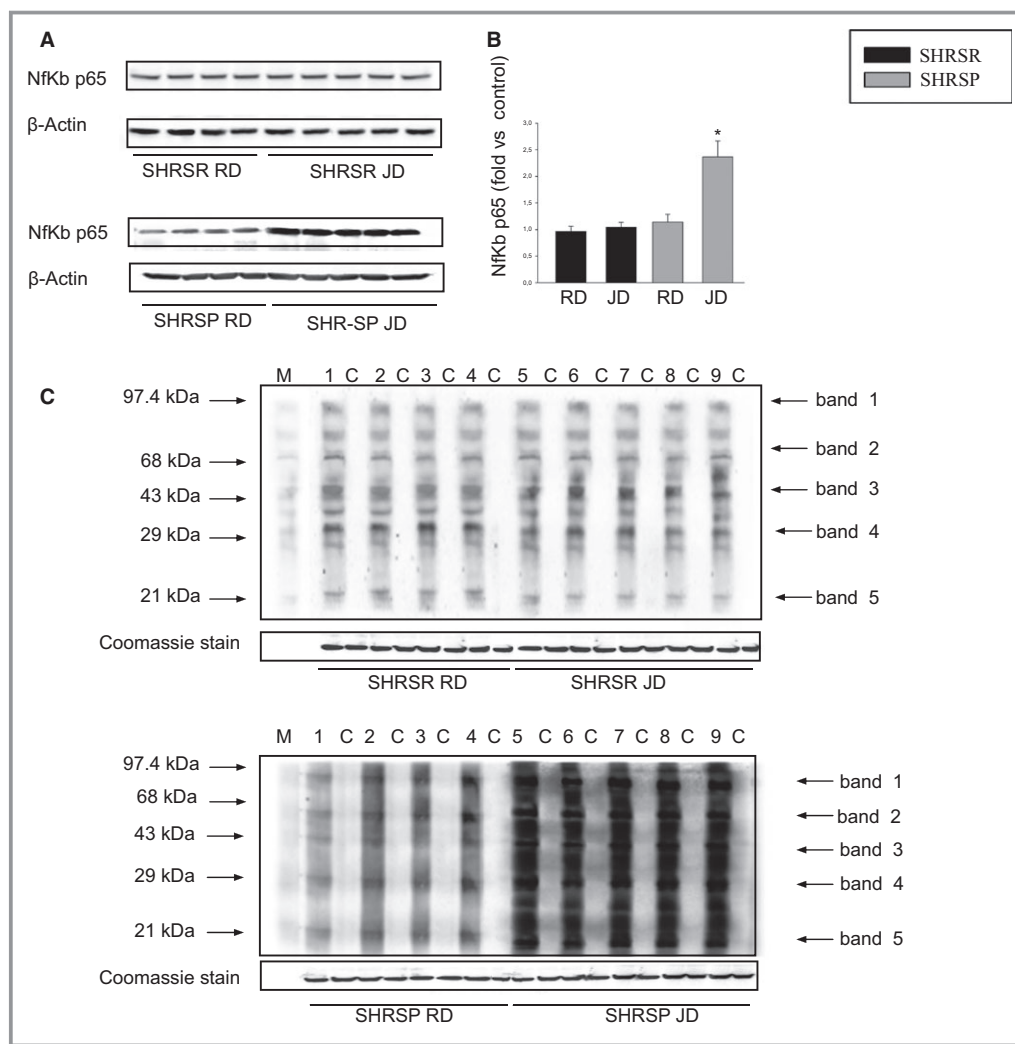 A
NfKb p65
β-Actin
SHRSR RD SHRSR JD
NfKb p65
β-Actin
SHRSP RD SHR-SP JD
B
SHRSR
SHRSP
NfKb p65 (fold vs control)
3,0
2,5
2,0
1,5
1,0
0,5
0,0
*
RD JD RD JD
C
M 1 C 2 C 3 C 4 C 5 C 6 C 7 C 8 C 9 C
97.4 kDa band 1
band 2
68 kDa
43 kDa band 3
29 kDa band 4
21 kDa band 5
Coomassie stain
SHRSR RD SHRSR JD
M 1 C 2 C 3 C 4 C 5 C 6 C 7 C 8 C 9 C
97.4 kDa band 1
68 kDa band 2
43 kDa band 3
29 kDa band 4
21 kDa band 5
Coomassie stain
SHRSP RD SHRSP JD